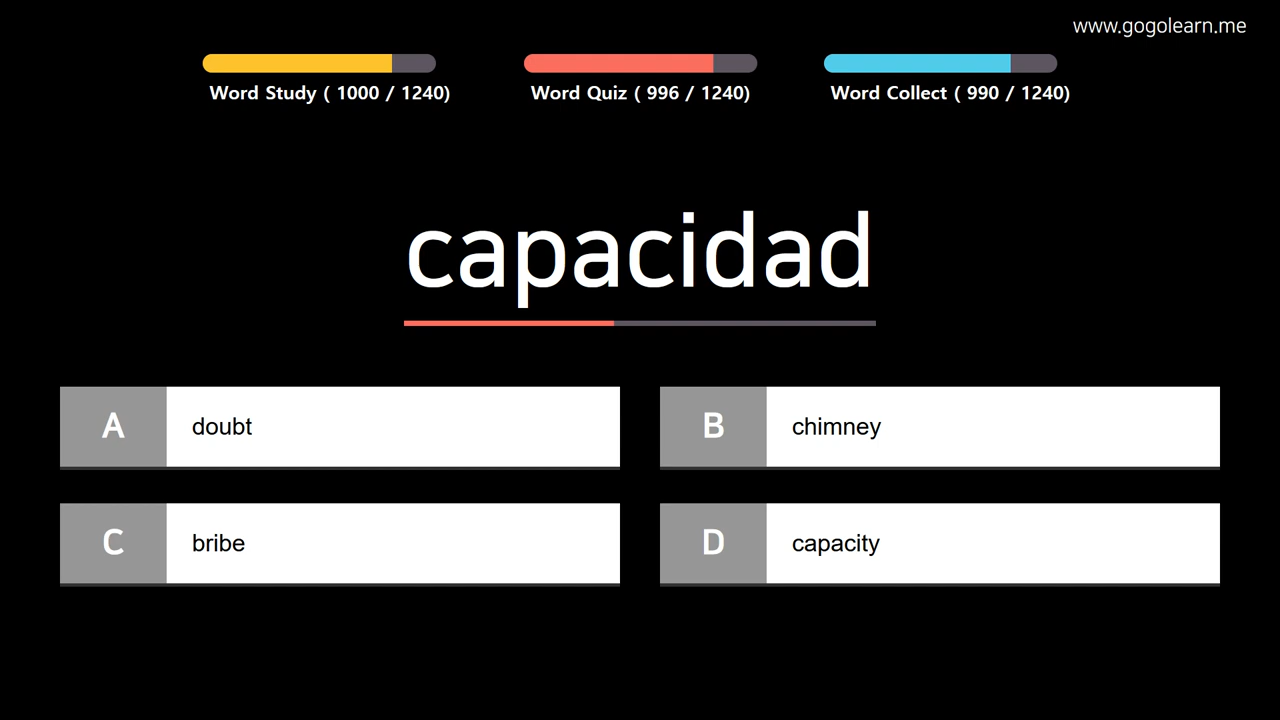 www.gogolearn.me
Word Study ( 1000 / 1240)
Word Quiz ( 996 / 1240)
Word Collect ( 990 / 1240)
capacidad
A doubt
B chimney
C bribe
D capacity